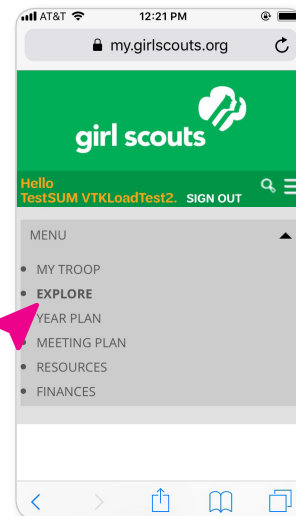 AT&T 12:21 PM
my.girlscouts.org
girl scouts
Hello
TestSUM VTKLoadTest2. SIGN OUT
MENU
MY TROOP
EXPLORE
YEAR PLAN
MEETING PLAN
RESOURCES
FINANCES